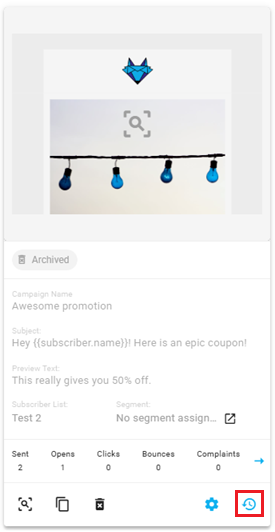 Archived
Campaign Name
Awesome promotion
Subject:
Hey {{subscriber.name}}! Here is an epic coupon!
Preview Text:
This really gives you 50% off.
Subscriber List: Segment:
Test 2 No segment assign...
Sent Opens Clicks Bounces Complaints
2 1 0 0 0